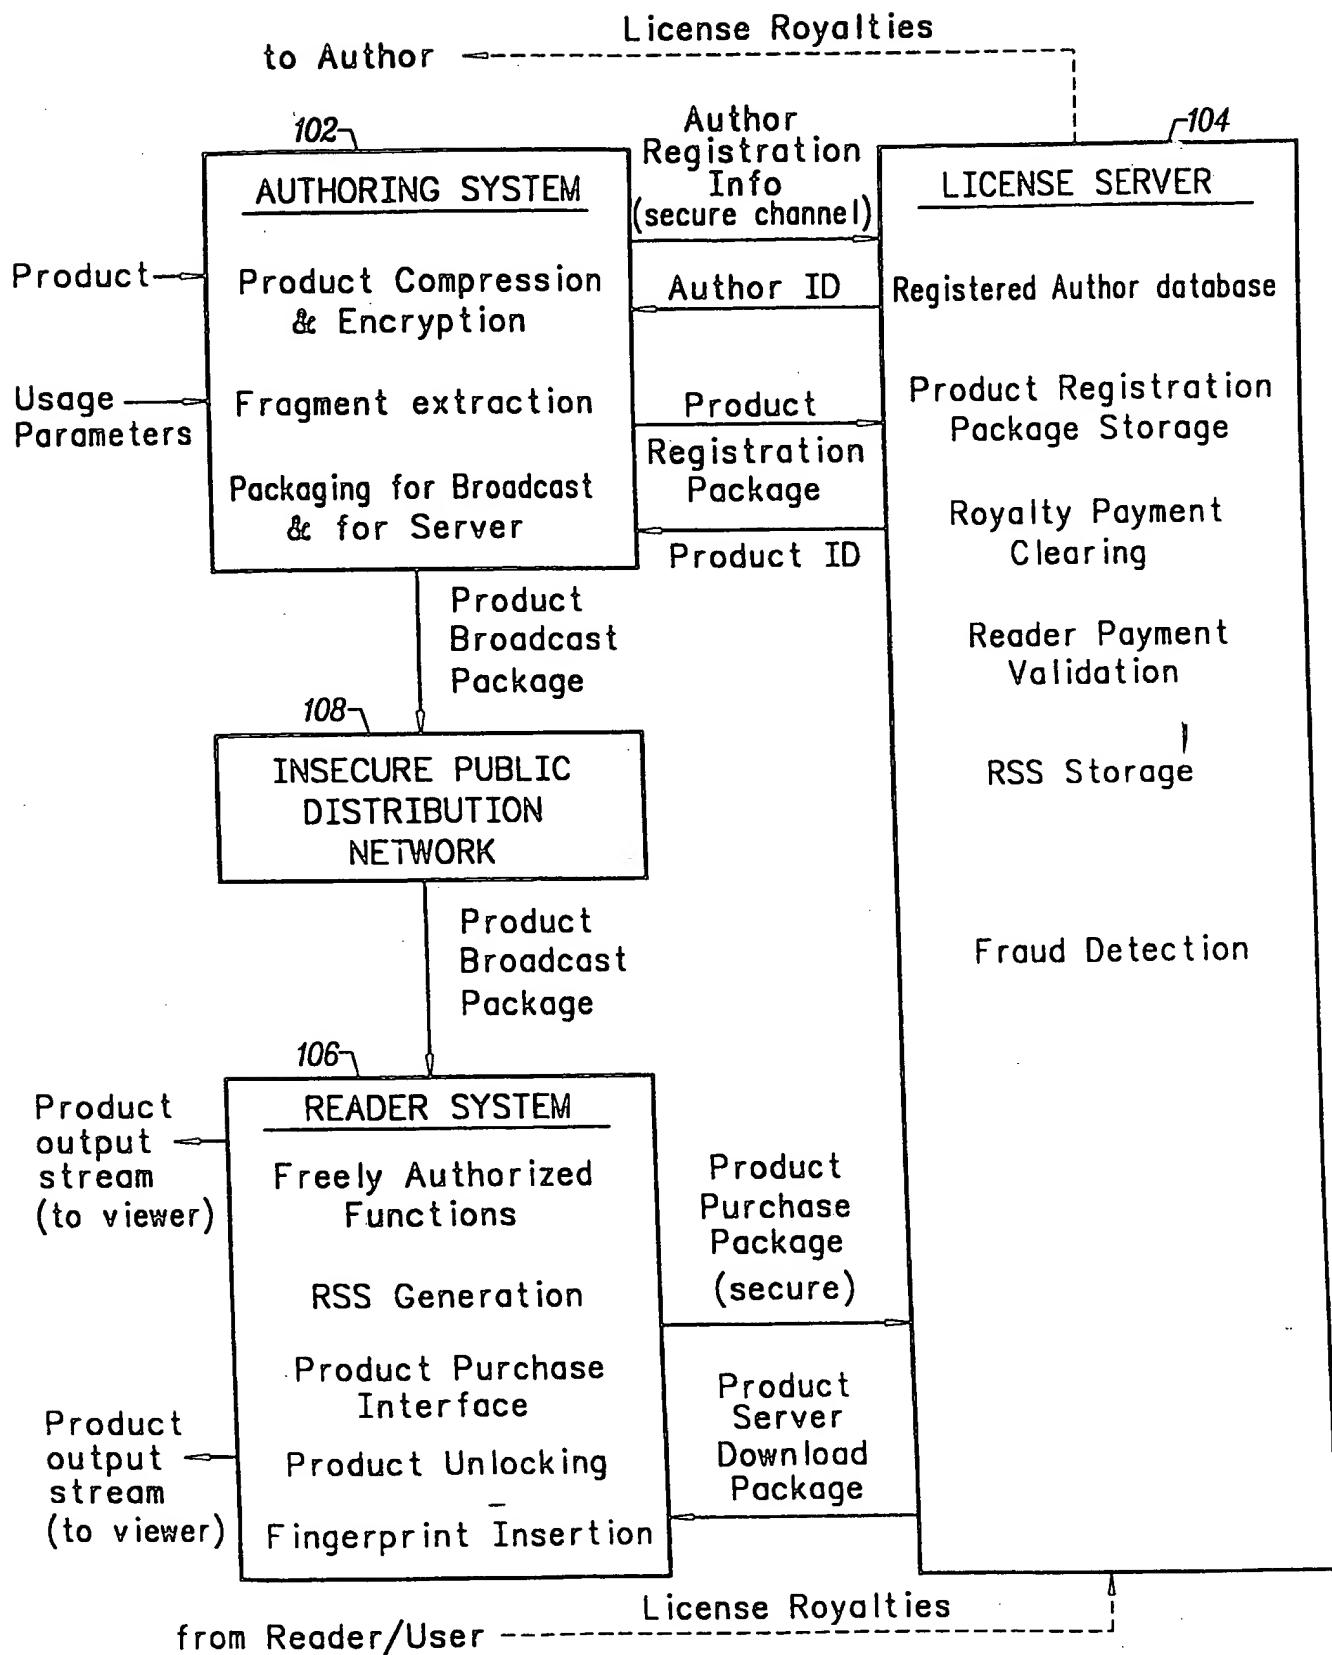 License Royalties
to Author
102
AUTHORING SYSTEM
Product Compression
& Encryption
Fragment extraction
Packaging for Broadcast
& for Server
Product
Usage
Parameters
Author
Registration
Info
(secure channel)
Author ID
Product
Registration
Package
Product ID
104
LICENSE SERVER
Registered Author database
Product Registration
Package Storage
Royalty Payment
Clearing
Reader Payment
Validation
RSS Storage
Fraud Detection
Product
Broadcast
Package
108
INSECURE PUBLIC
DISTRIBUTION
NETWORK
Product
Broadcast
Package
106
READER SYSTEM
Freely Authorized
Functions
RSS Generation
Product Purchase
Interface
Product Unlocking
Fingerprint Insertion
Product
output
stream
(to viewer)
Product
output
stream
(to viewer)
Product
Purchase
Package
(secure)
Product
Server
Download
Package
License Royalties
from Reader/User